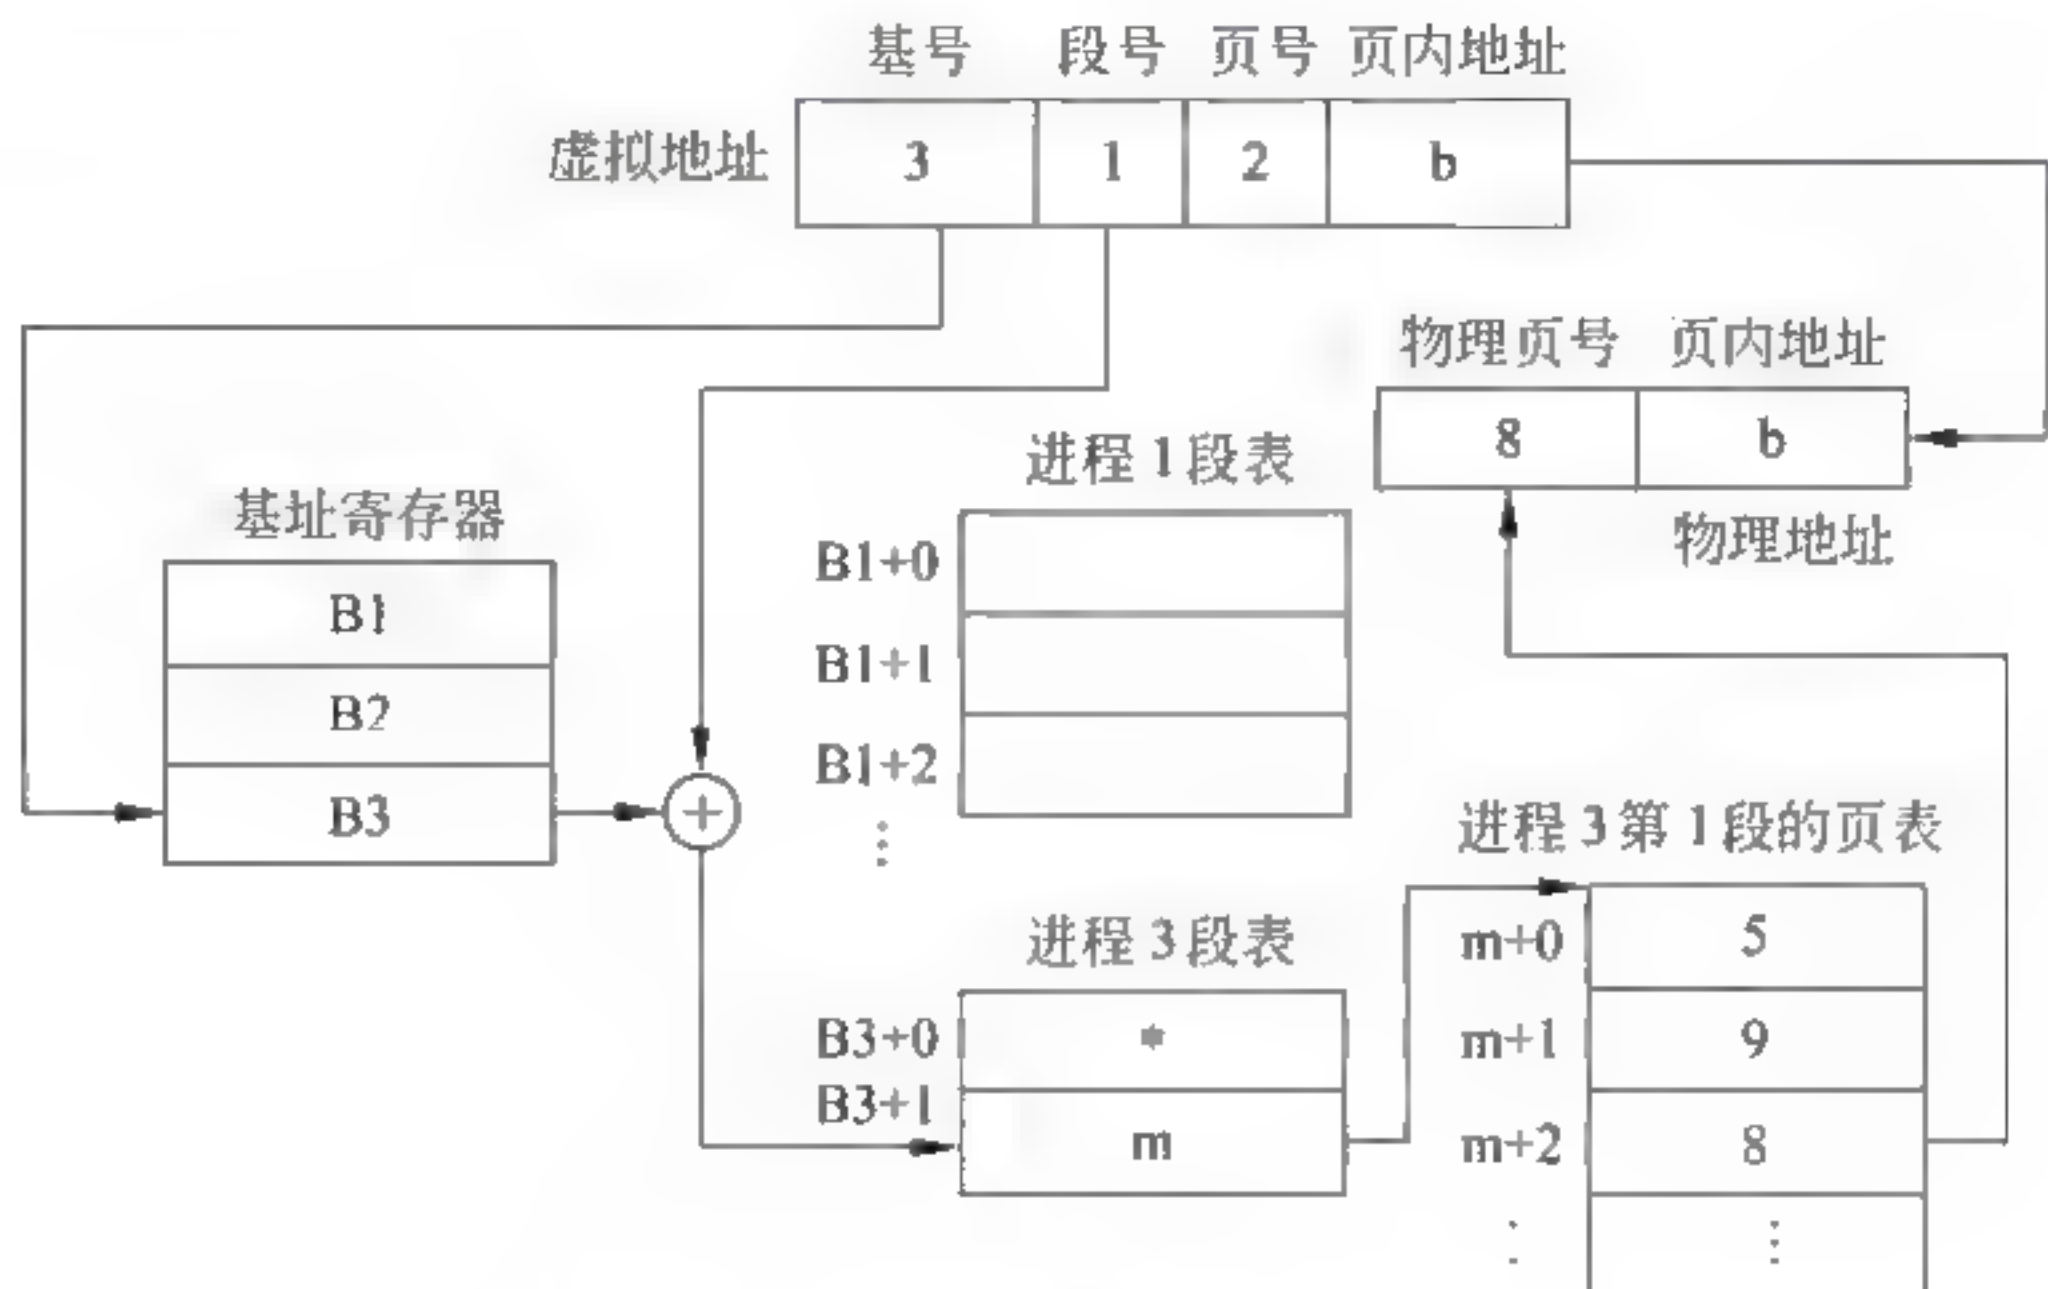 基号 段号 页号 页内地址
虚拟地址 3 1 2 b
物理页号 页内地址
8 b
物理地址
基址寄存器
B1
B2
B3
+
进程1段表
B1+0
B1+1
B1+2
⋮
进程3段表
B3+0 *
B3+1 m
进程3第1段的页表
m+0 5
m+1 9
m+2 8
⋮ ⋮